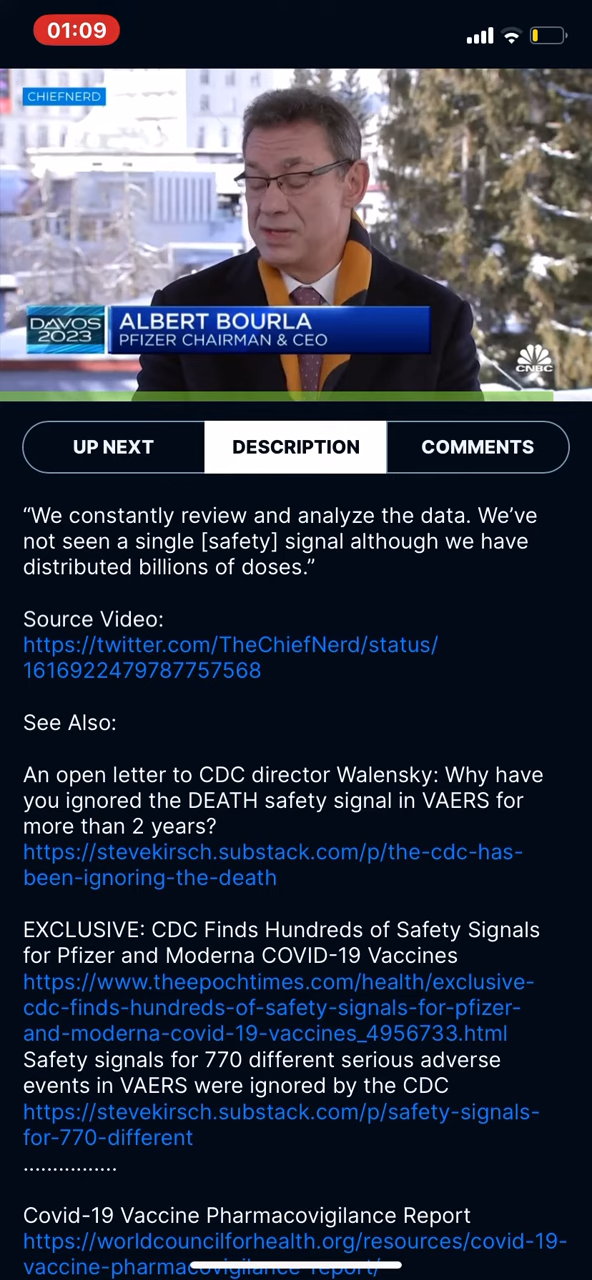 01:09
CHIEFNERD
DAVOS
2023
ALBERT BOURLA
PFIZER CHAIRMAN & CEO
CNBC
UP NEXT
DESCRIPTION
COMMENTS
“We constantly review and analyze the data. We’ve
not seen a single [safety] signal although we have
distributed billions of doses.”
Source Video:
https://twitter.com/TheChiefNerd/status/
1616922479787757568
See Also:
An open letter to CDC director Walensky: Why have
you ignored the DEATH safety signal in VAERS for
more than 2 years?
https://stevekirsch.substack.com/p/the-cdc-has-
been-ignoring-the-death
EXCLUSIVE: CDC Finds Hundreds of Safety Signals
for Pfizer and Moderna COVID-19 Vaccines
https://www.theepochtimes.com/health/exclusive-
cdc-finds-hundreds-of-safety-signals-for-pfizer-
and-moderna-covid-19-vaccines_4956733.html
Safety signals for 770 different serious adverse
events in VAERS were ignored by the CDC
https://stevekirsch.substack.com/p/safety-signals-
for-770-different
................
Covid-19 Vaccine Pharmacovigilance Report
https://worldcouncilforhealth.org/resources/covid-19-
vaccine-pharmacovigilance-report/